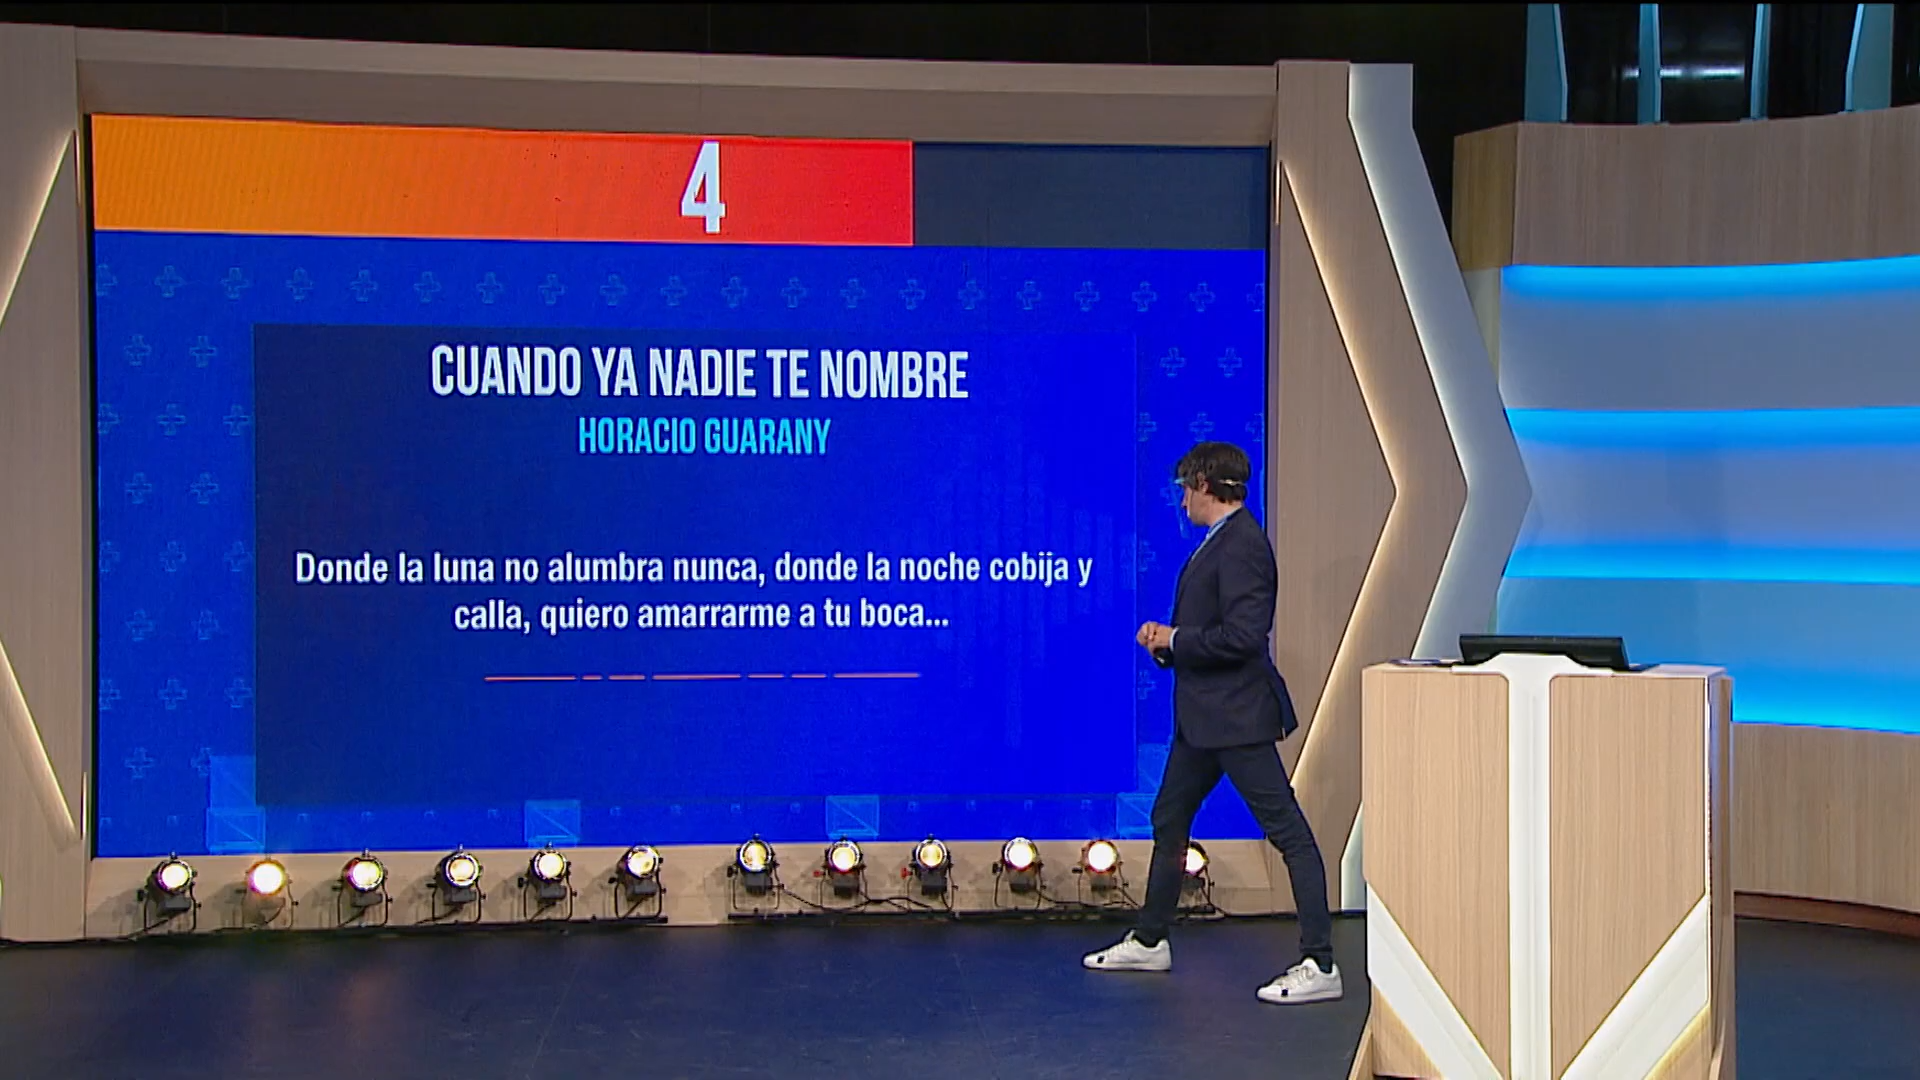 4
CUANDO YA NADIE TE NOMBRE
HORACIO GUARANY
Donde la luna no alumbra nunca, donde la noche cobija y
calla, quiero amarrarme a tu boca...